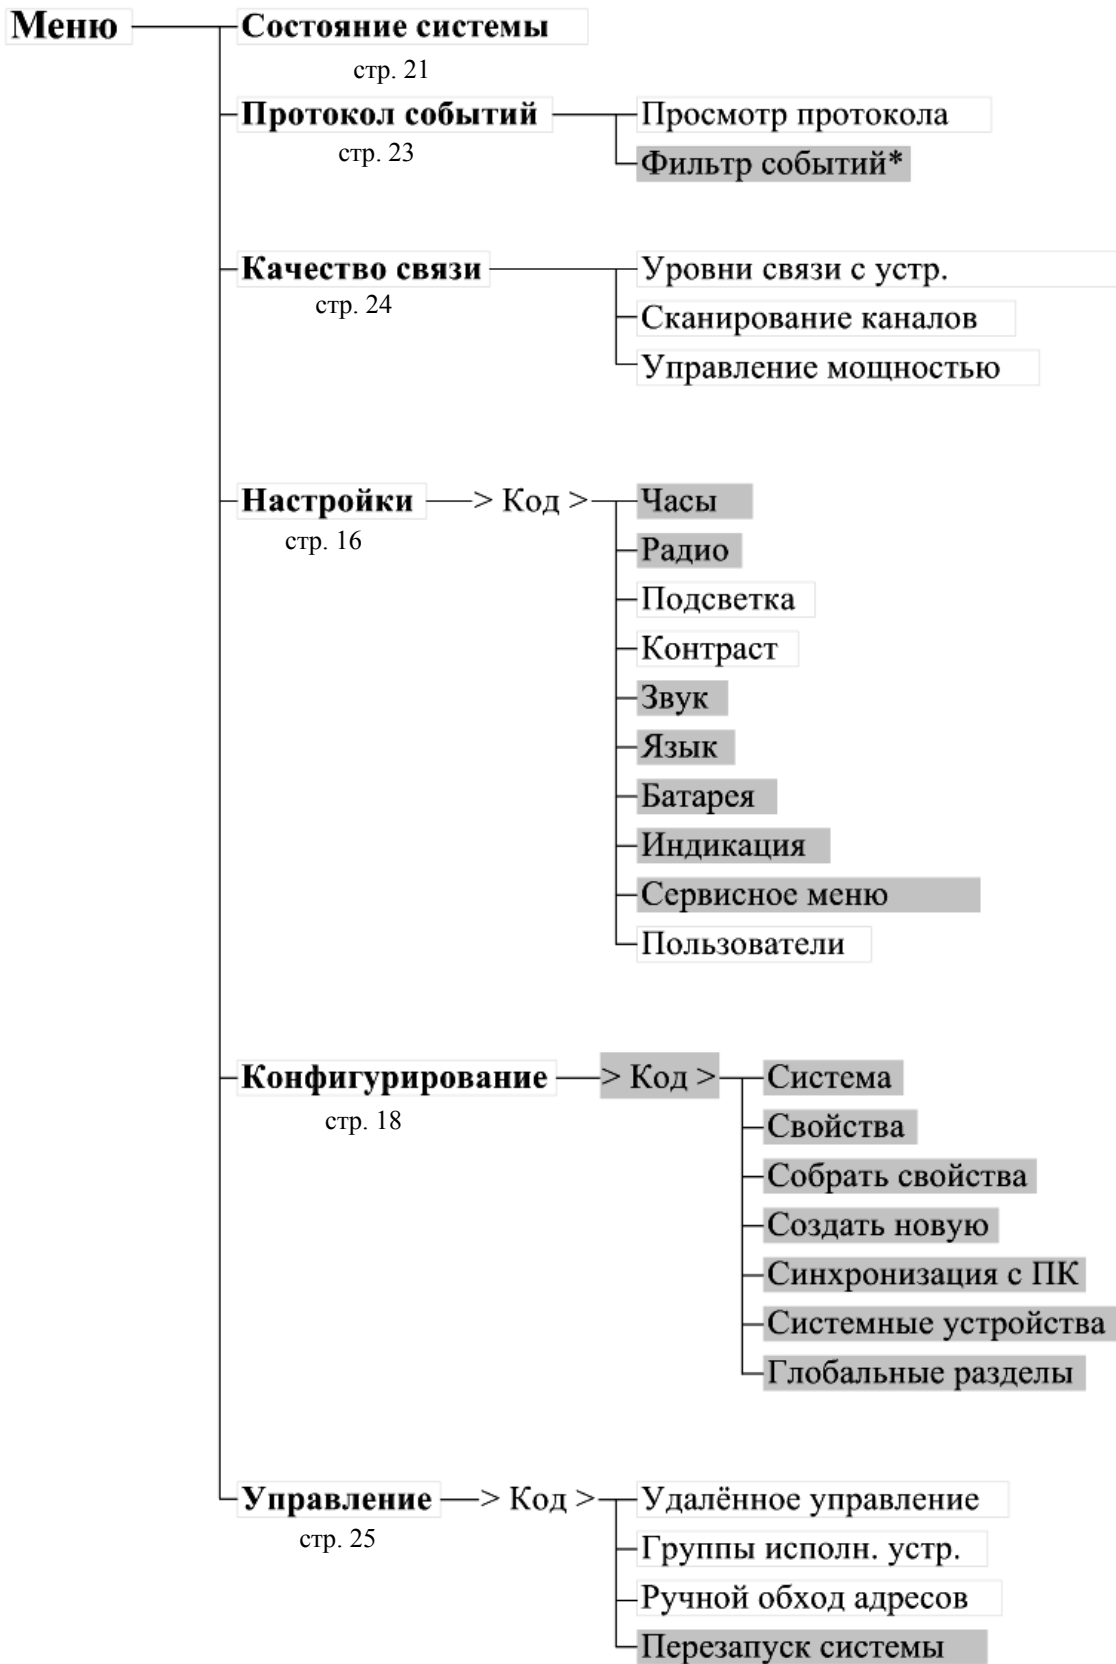 Меню
Состояние системы
стр. 21
Протокол событий
стр. 23
Просмотр протокола
Фильтр событий*
Качество связи
стр. 24
Уровни связи с устр.
Сканирование каналов
Управление мощностью
Настройки
стр. 16
> Код >
Часы
Радио
Подсветка
Контраст
Звук
Язык
Батарея
Индикация
Сервисное меню
Пользователи
Конфигурирование
стр. 18
> Код >
Система
Свойства
Собрать свойства
Создать новую
Синхронизация с ПК
Системные устройства
Глобальные разделы
Управление
стр. 25
> Код >
Удалённое управление
Группы исполн. устр.
Ручной обход адресов
Перезапуск системы